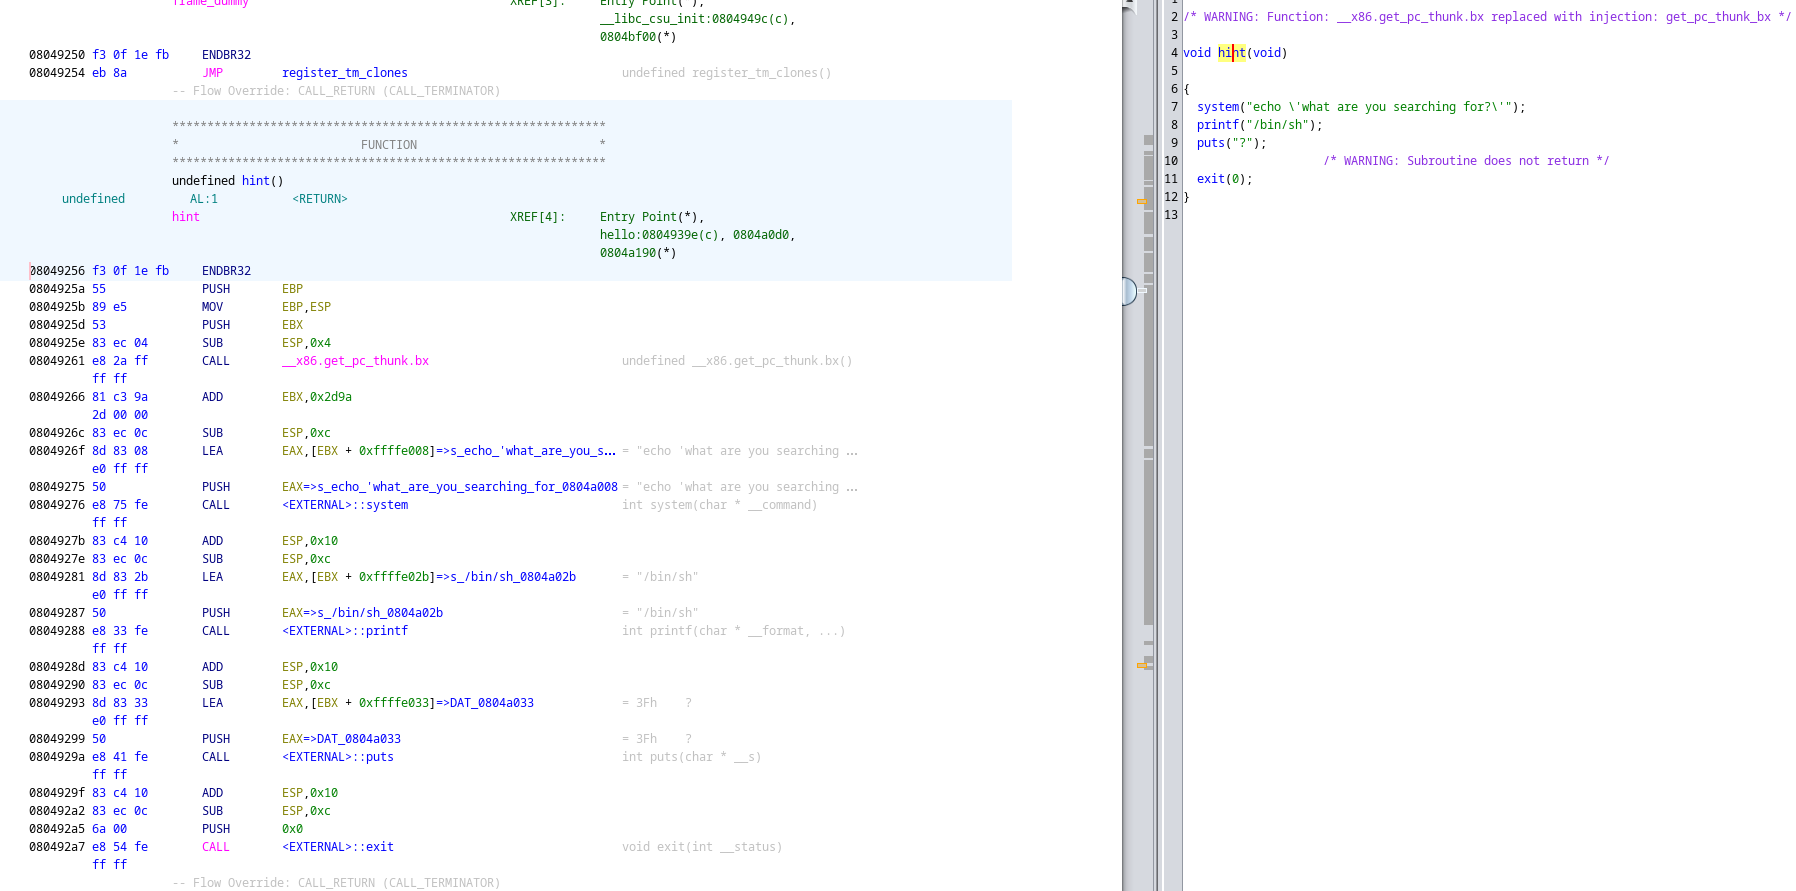 frame_dummy XREF[3]: Entry Point(*),
__libc_csu_init:0804949c(c),
0804bf00(*)
08049250 f3 0f 1e fb ENDBR32
08049254 eb 8a JMP register_tm_clones undefined register_tm_clones()
-- Flow Override: CALL_RETURN (CALL_TERMINATOR)
**************************************************************
* FUNCTION *
**************************************************************
undefined hint()
undefined AL:1 <RETURN>
hint XREF[4]: Entry Point(*),
hello:0804939e(c), 0804a0d0,
0804a190(*)
08049256 f3 0f 1e fb ENDBR32
0804925a 55 PUSH EBP
0804925b 89 e5 MOV EBP,ESP
0804925d 53 PUSH EBX
0804925e 83 ec 04 SUB ESP,0x4
08049261 e8 2a ff CALL __x86.get_pc_thunk.bx undefined __x86.get_pc_thunk.bx()
ff ff
08049266 81 c3 9a ADD EBX,0x2d9a
2d 00 00
0804926c 83 ec 0c SUB ESP,0xc
0804926f 8d 83 08 LEA EAX,[EBX + 0xffffe008]=>s_echo_'what_are_you_s... = "echo 'what are you searching ...
e0 ff ff
08049275 50 PUSH EAX=>s_echo_'what_are_you_searching_for_0804a008 = "echo 'what are you searching ...
08049276 e8 75 fe CALL <EXTERNAL>::system int system(char * __command)
ff ff
0804927b 83 c4 10 ADD ESP,0x10
0804927e 83 ec 0c SUB ESP,0xc
08049281 8d 83 2b LEA EAX,[EBX + 0xffffe02b]=>s_/bin/sh_0804a02b = "/bin/sh"
e0 ff ff
08049287 50 PUSH EAX=>s_/bin/sh_0804a02b = "/bin/sh"
08049288 e8 33 fe CALL <EXTERNAL>::printf int printf(char * __format, ...)
ff ff
0804928d 83 c4 10 ADD ESP,0x10
08049290 83 ec 0c SUB ESP,0xc
08049293 8d 83 33 LEA EAX,[EBX + 0xffffe033]=>DAT_0804a033 = 3Fh ?
e0 ff ff
08049299 50 PUSH EAX=>DAT_0804a033 = 3Fh ?
0804929a e8 41 fe CALL <EXTERNAL>::puts int puts(char * __s)
ff ff
0804929f 83 c4 10 ADD ESP,0x10
080492a2 83 ec 0c SUB ESP,0xc
080492a5 6a 00 PUSH 0x0
080492a7 e8 54 fe CALL <EXTERNAL>::exit void exit(int __status)
ff ff
-- Flow Override: CALL_RETURN (CALL_TERMINATOR)
1
2 /* WARNING: Function: __x86.get_pc_thunk.bx replaced with injection: get_pc_thunk_bx */
3
4 void hint(void)
5
6 {
7 system("echo \'what are you searching for?\'");
8 printf("/bin/sh");
9 puts("?");
10 /* WARNING: Subroutine does not return */
11 exit(0);
12 }
13